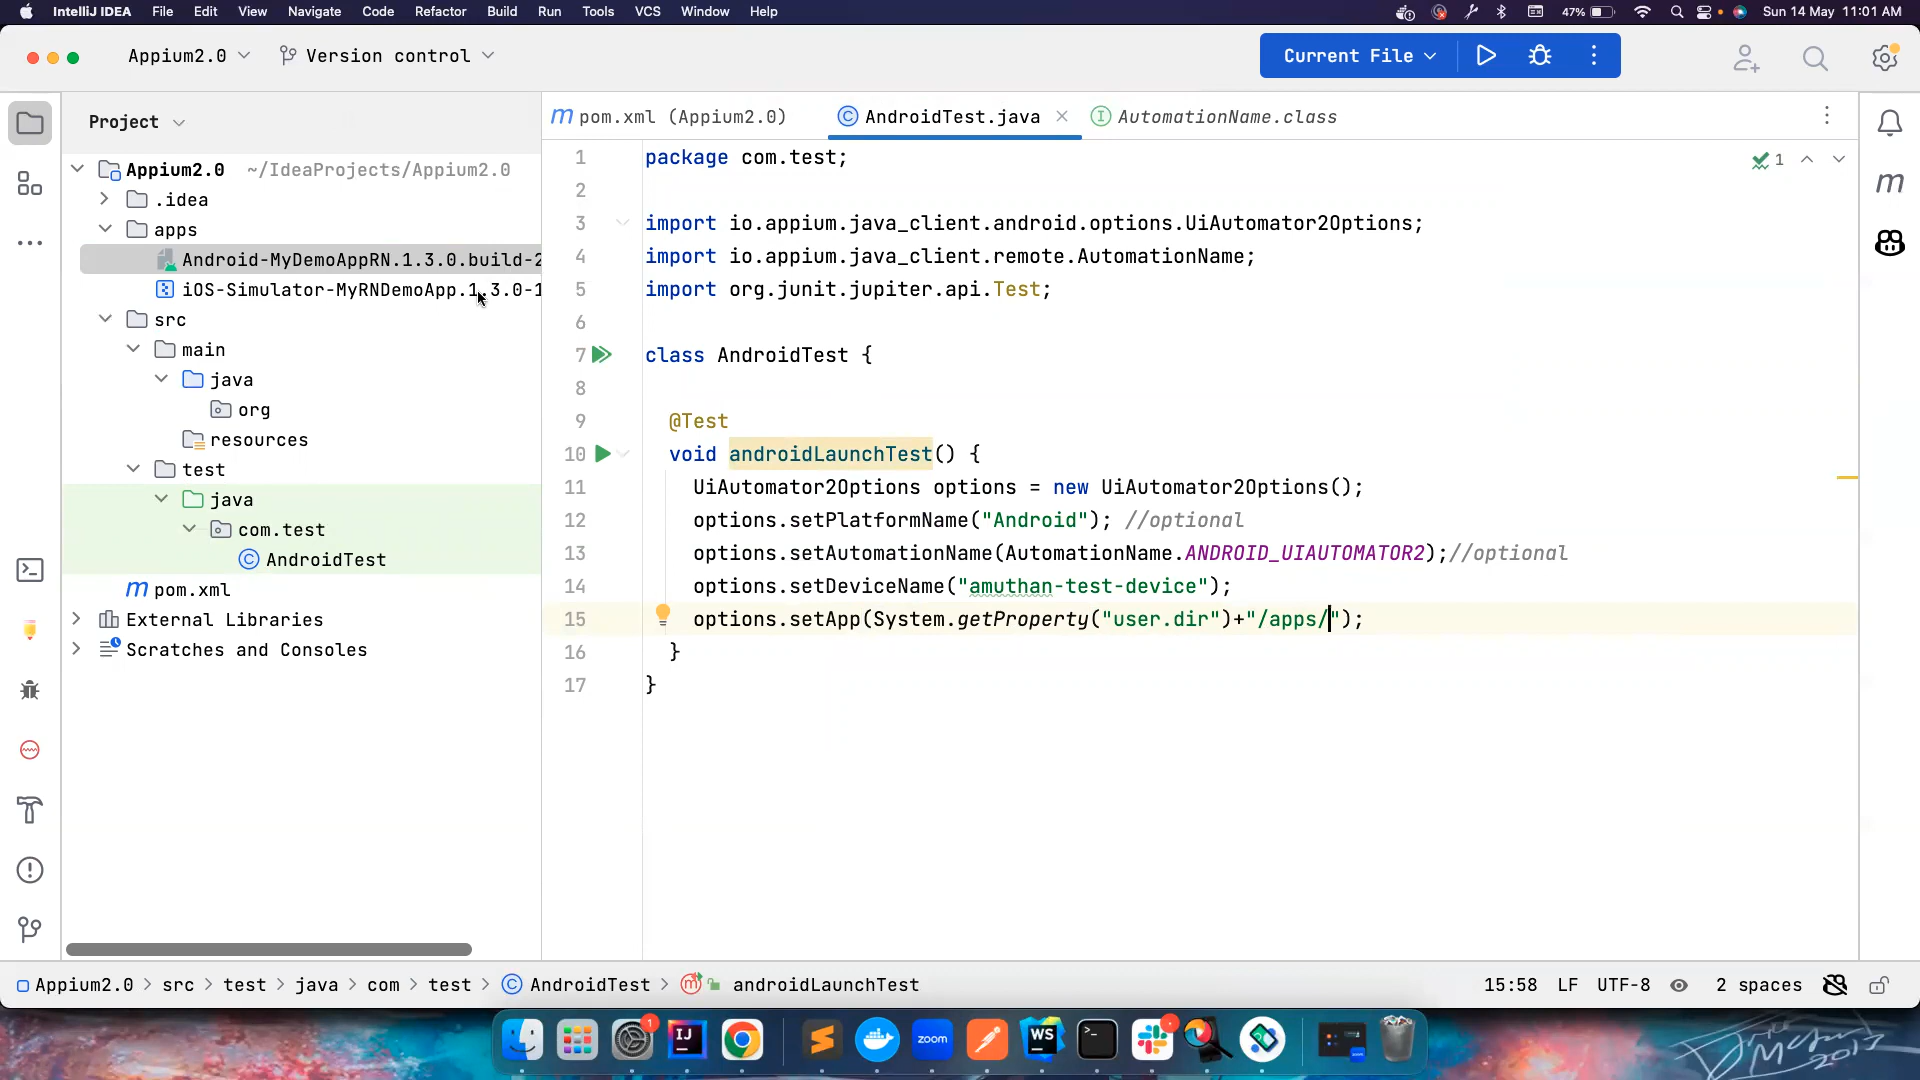 IntelliJ IDEA File Edit View Navigate Code Refactor Build Run Tools VCS Window Help 47% Sun 14 May 11:01 AM
Appium2.0 Version control Current File
Project
pom.xml (Appium2.0) AndroidTest.java AutomationName.class
Appium2.0 ~/IdeaProjects/Appium2.0
.idea
apps
Android-MyDemoAppRN.1.3.0.build-2
iOS-Simulator-MyRNDemoApp.1.3.0-1
src
main
java
org
resources
test
java
com.test
AndroidTest
pom.xml
External Libraries
Scratches and Consoles
1 package com.test;
2
3 import io.appium.java_client.android.options.UiAutomator2Options;
4 import io.appium.java_client.remote.AutomationName;
5 import org.junit.jupiter.api.Test;
6
7 class AndroidTest {
8
9 @Test
10 void androidLaunchTest() {
11 UiAutomator2Options options = new UiAutomator2Options();
12 options.setPlatformName("Android"); //optional
13 options.setAutomationName(AutomationName.ANDROID_UIAUTOMATOR2);//optional
14 options.setDeviceName("amuthan-test-device");
15 options.setApp(System.getProperty("user.dir")+"/apps/");
16 }
17 }
1
Appium2.0 > src > test > java > com > test > AndroidTest > androidLaunchTest 15:58 LF UTF-8 2 spaces
1 IJ zoom WS zoom
2017